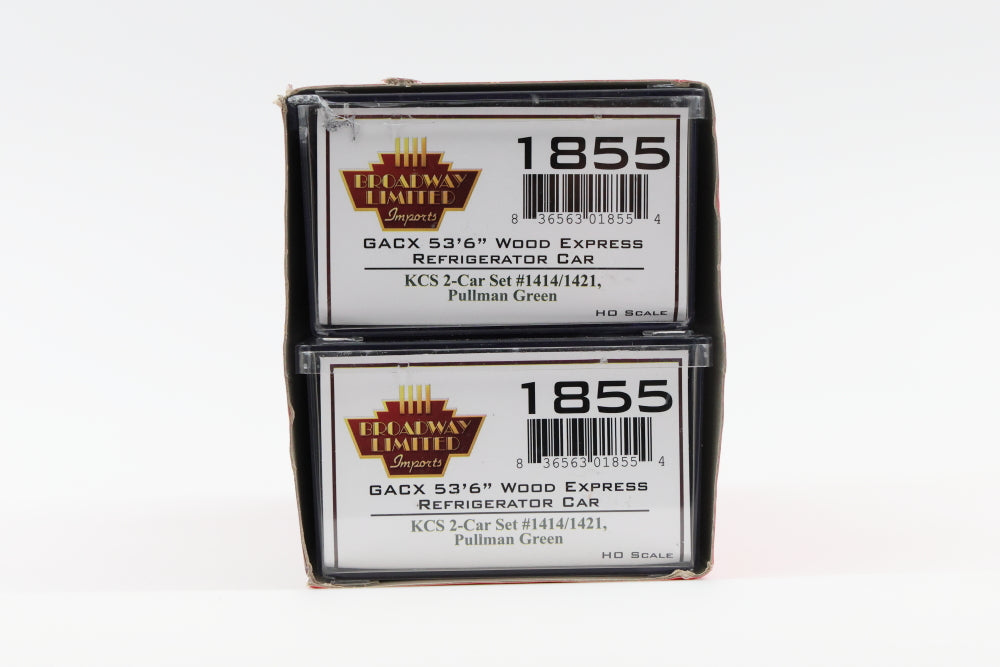 1855
BROADWAY
LIMITED
Imports
8 36563 01855 4
GACX 53'6" WOOD EXPRESS
REFRIGERATOR CAR
KCS 2-Car Set #1414/1421,
Pullman Green
HO SCALE
1855
BROADWAY
LIMITED
Imports
8 36563 01855 4
GACX 53'6" WOOD EXPRESS
REFRIGERATOR CAR
KCS 2-Car Set #1414/1421,
Pullman Green
HO SCALE